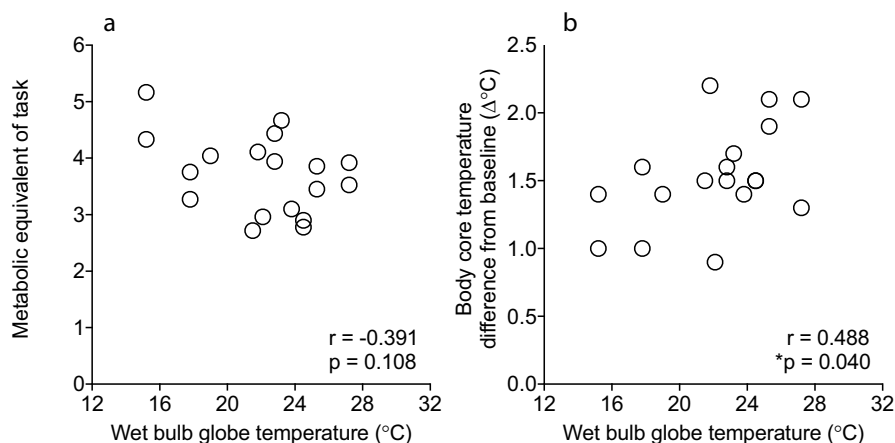 a
6
5
4
3
2
1
0
Metabolic equivalent of task
12 16 20 24 28 32
Wet bulb globe temperature (°C)
r = -0.391
p = 0.108
b
2.5
2.0
1.5
1.0
0.5
0.0
Body core temperature
difference from baseline (Δ°C)
12 16 20 24 28 32
Wet bulb globe temperature (°C)
r = 0.488
*p = 0.040